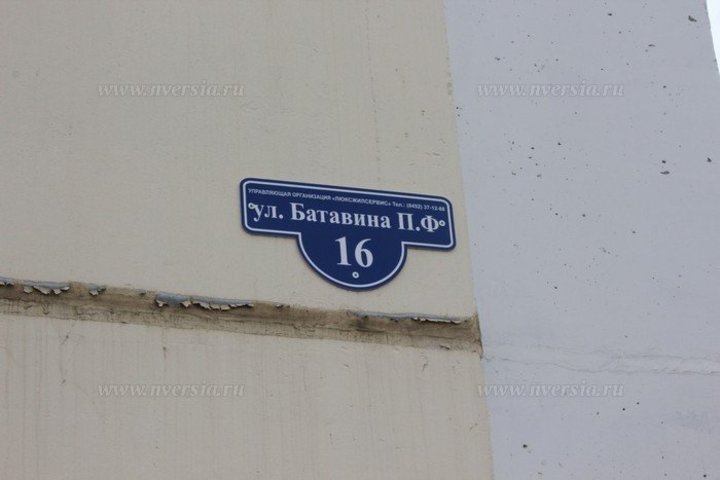 www.nversia.ru www.nversia.ru
УПРАВЛЯЮЩАЯ ОРГАНИЗАЦИЯ «ЛЮКСЖИЛСЕРВИС» Тел.: (8452) 37-12-88
ул. Батавина П.Ф
16
www.nversia.ru www.nversia.ru